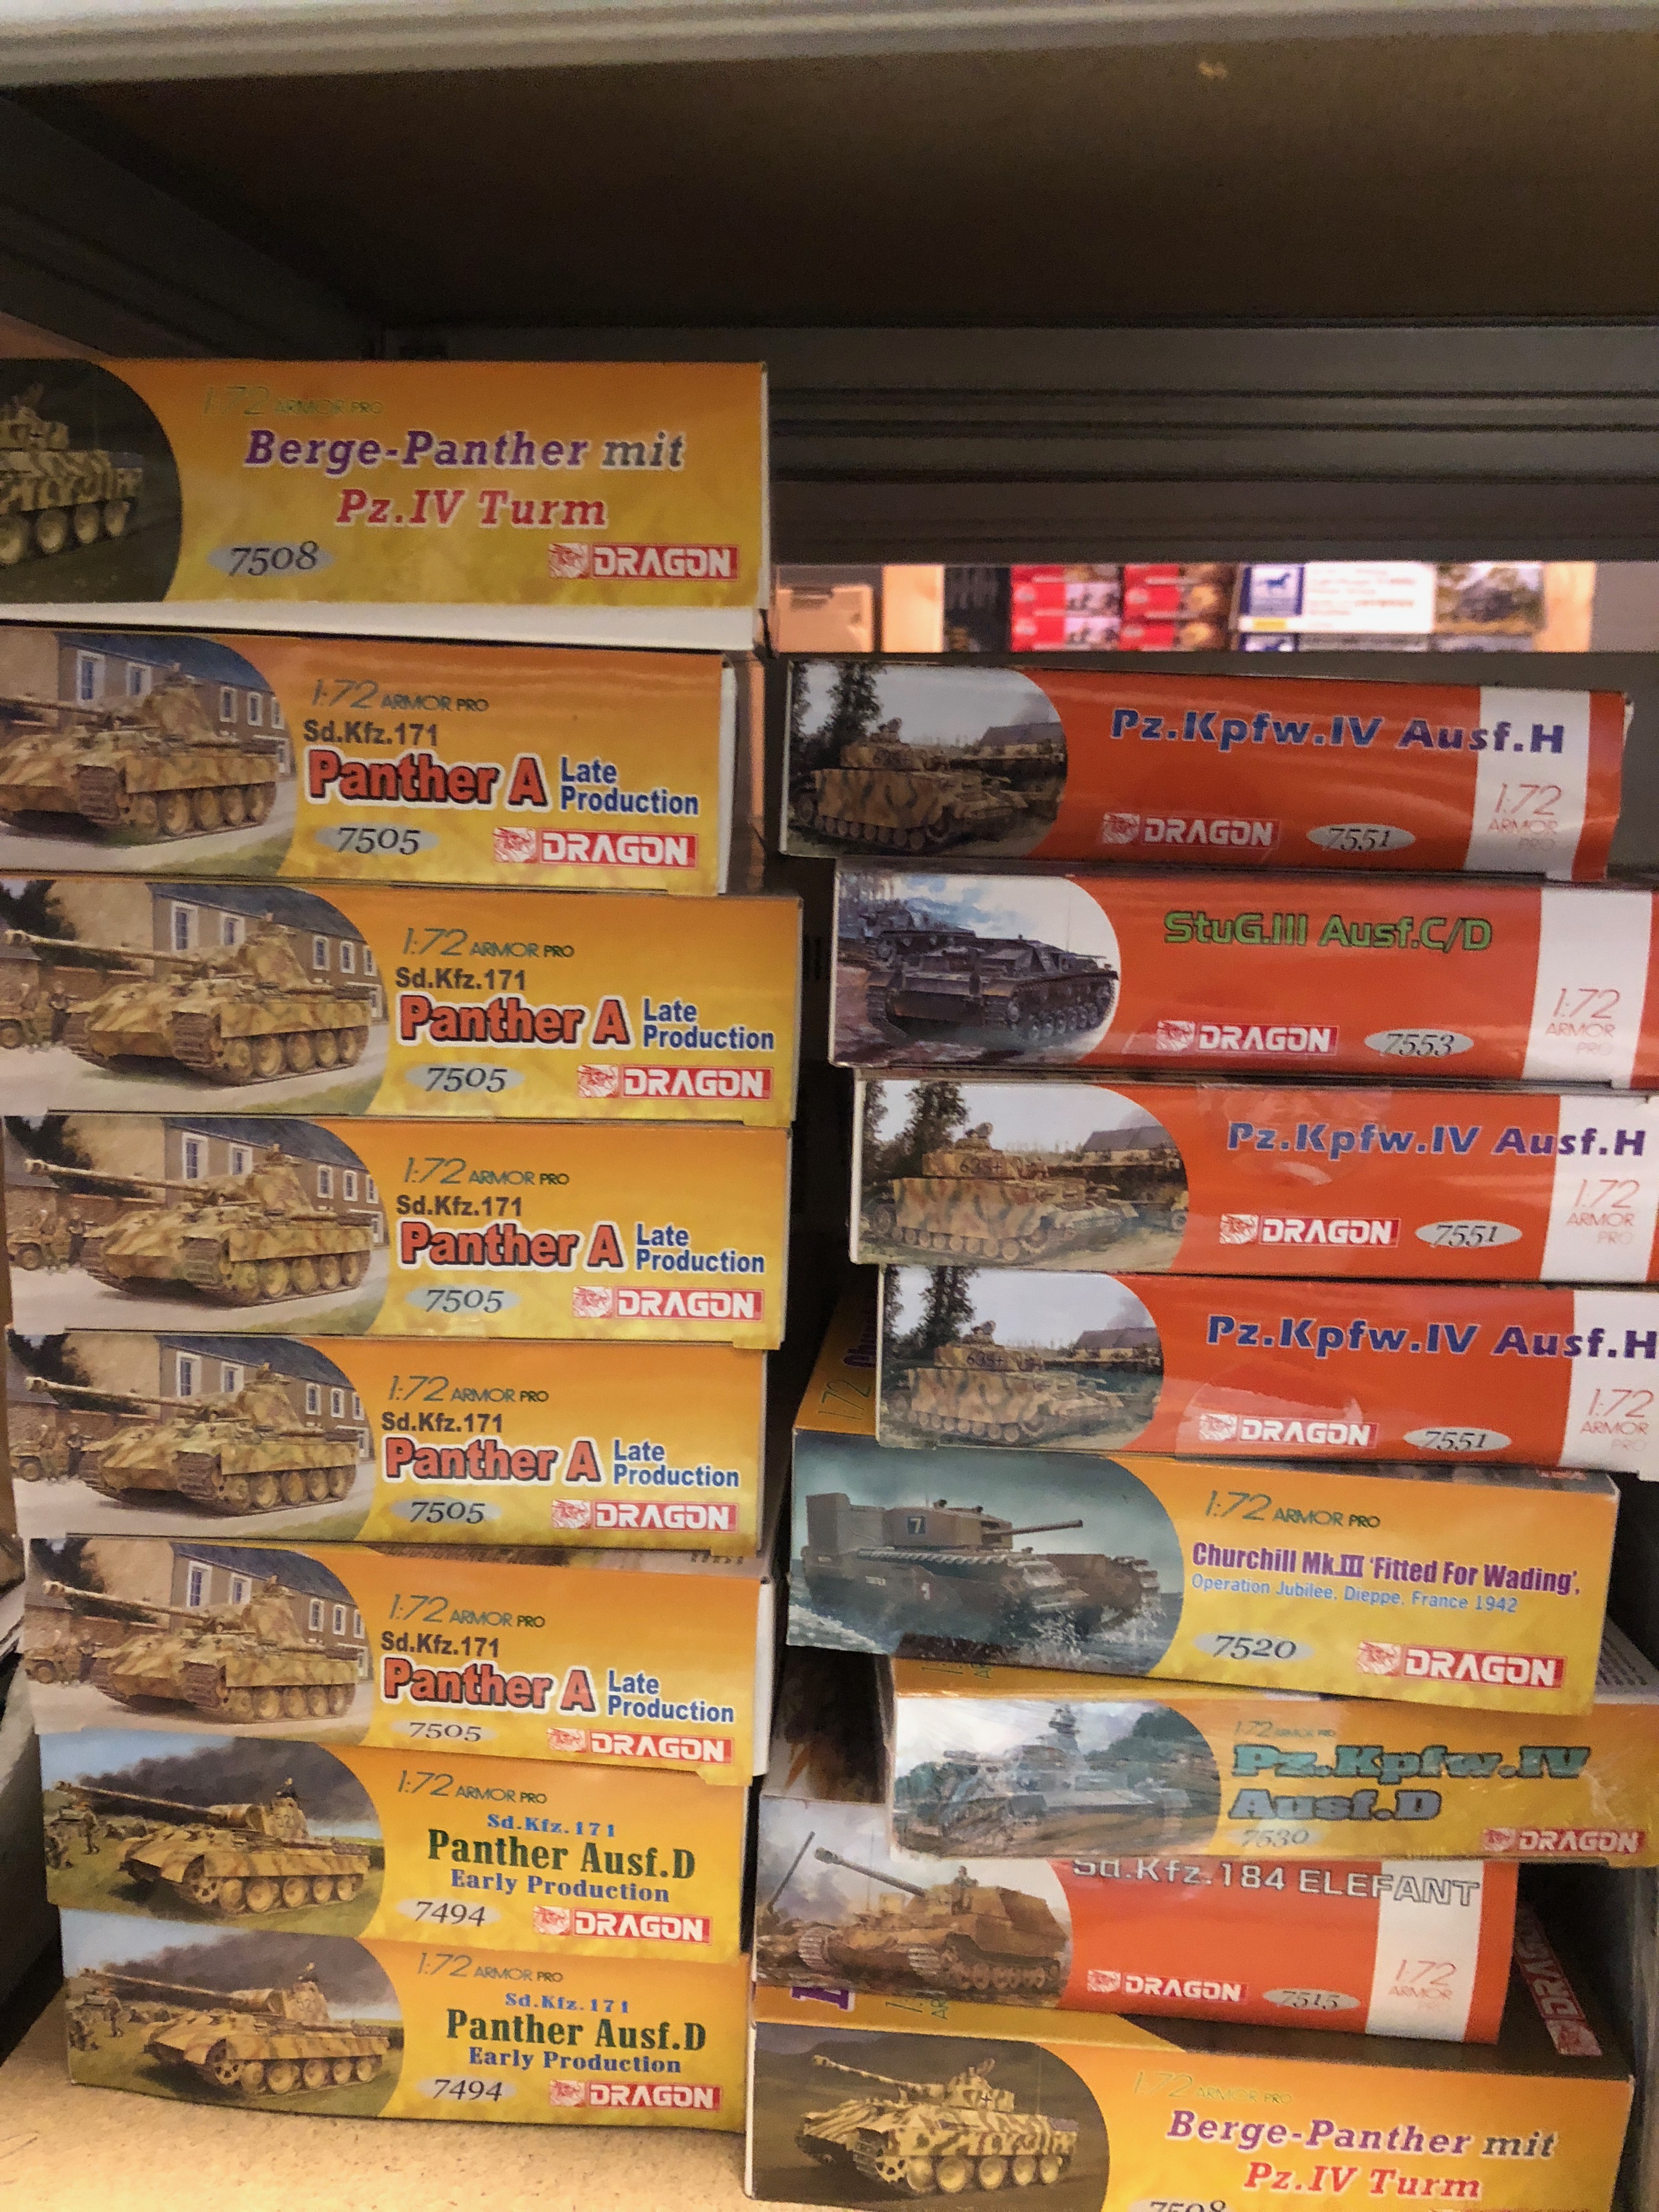 1:72 ARMOR PRO
Berge-Panther mit
Pz.IV Turm
7508 DRAGON
1:72 ARMOR PRO
Sd.Kfz.171
Panther A Late Production
7505 DRAGON
1:72 ARMOR PRO
Sd.Kfz.171
Panther A Late Production
7505 DRAGON
1:72 ARMOR PRO
Sd.Kfz.171
Panther A Late Production
7505 DRAGON
1:72 ARMOR PRO
Sd.Kfz.171
Panther A Late Production
7505 DRAGON
1:72 ARMOR PRO
Sd.Kfz.171
Panther A Late Production
7505 DRAGON
1:72 ARMOR PRO
Sd.Kfz.171
Panther Ausf.D
Early Production
7494 DRAGON
1:72 ARMOR PRO
Sd.Kfz.171
Panther Ausf.D
Early Production
7494 DRAGON
Pz.Kpfw.IV Ausf.H
1:72
ARMOR
PRO
DRAGON 7551
StuG.III Ausf.C/D
1:72
ARMOR
PRO
DRAGON 7553
Pz.Kpfw.IV Ausf.H
635+
1:72
ARMOR
PRO
DRAGON 7551
Pz.Kpfw.IV Ausf.H
635+
1:72
ARMOR
PRO
DRAGON 7551
1:72
1:72 ARMOR PRO
7
Churchill Mk.III 'Fitted For Wading',
Operation Jubilee, Dieppe, France 1942
7520 DRAGON
1:72 ARMOR PRO
Pz.Kpfw.IV
Ausf.D
7530 DRAGON
Sd.Kfz.184 ELEFANT
1:72
ARMOR
DRAGON 7515
1:72 ARMOR PRO
Berge-Panther mit
Pz.IV Turm
7508